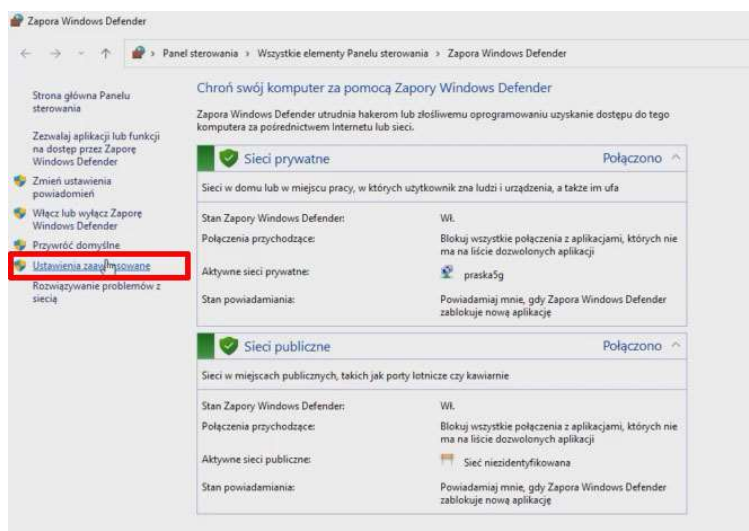 Zapora Windows Defender
Panel sterowania > Wszystkie elementy Panelu sterowania > Zapora Windows Defender
Strona główna Panelu
sterowania
Zezwalaj aplikacji lub funkcji
na dostęp przez Zaporę
Windows Defender
Zmień ustawienia
powiadomień
Włącz lub wyłącz Zaporę
Windows Defender
Przywróć domyślne
Ustawienia zaawansowane
Rozwiązywanie problemów z
siecią
Chroń swój komputer za pomocą Zapory Windows Defender
Zapora Windows Defender utrudnia hakerom lub złośliwemu oprogramowaniu uzyskanie dostępu do tego
komputera za pośrednictwem Internetu lub sieci.
Sieci prywatne Połączono
Sieci w domu lub w miejscu pracy, w których użytkownik zna ludzi i urządzenia, a także im ufa
Stan Zapory Windows Defender: Wł.
Połączenia przychodzące: Blokuj wszystkie połączenia z aplikacjami, których nie
ma na liście dozwolonych aplikacji
Aktywne sieci prywatne: praska5g
Stan powiadamiania: Powiadamiaj mnie, gdy Zapora Windows Defender
zablokuje nową aplikację
Sieci publiczne Połączono
Sieci w miejscach publicznych, takich jak porty lotnicze czy kawiarnie
Stan Zapory Windows Defender: Wł.
Połączenia przychodzące: Blokuj wszystkie połączenia z aplikacjami, których nie
ma na liście dozwolonych aplikacji
Aktywne sieci publiczne: Sieć niezidentyfikowana
Stan powiadamiania: Powiadamiaj mnie, gdy Zapora Windows Defender
zablokuje nową aplikację